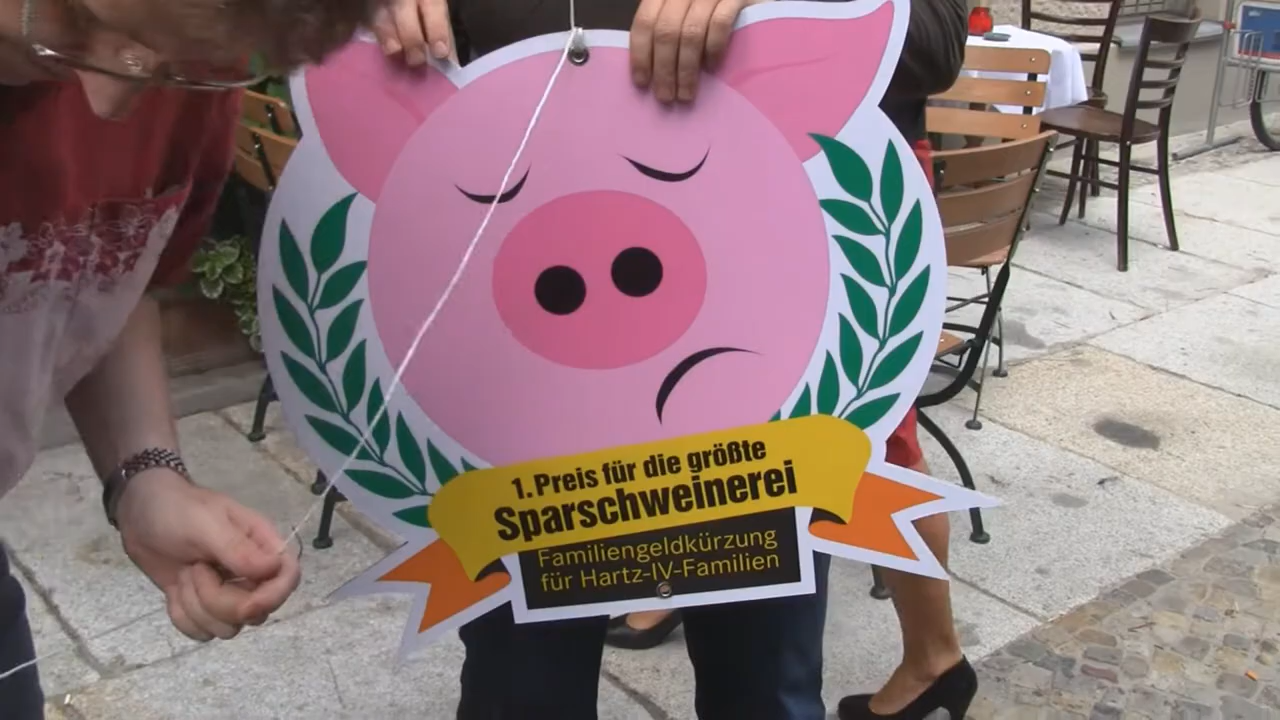 1. Preis für die größte
Sparschweinerei
Familiengeldkürzung
für Hartz-IV-Familien